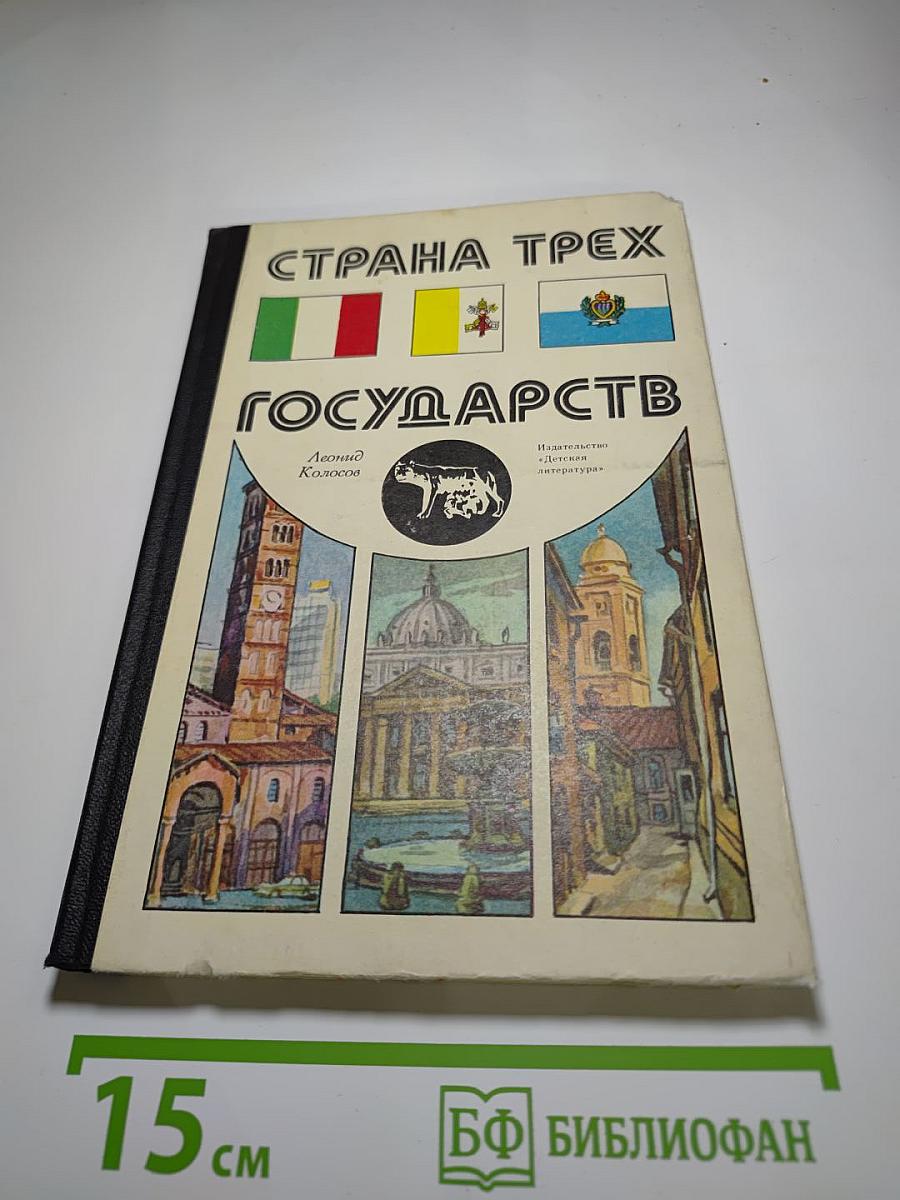 СТРАНА ТРЕХ
ГОСУДАРСТВ
Леонид
Колосов
Издательство
«Детская
литература»
15 см
БФ БИБЛИОФАН